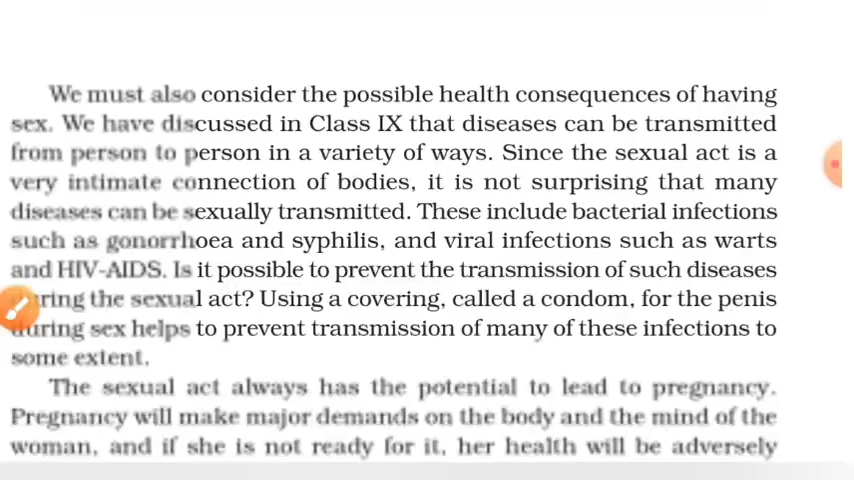 We must also consider the possible health consequences of having
sex. We have discussed in Class IX that diseases can be transmitted
from person to person in a variety of ways. Since the sexual act is a
very intimate connection of bodies, it is not surprising that many
diseases can be sexually transmitted. These include bacterial infections
such as gonorrhoea and syphilis, and viral infections such as warts
and HIV-AIDS. Is it possible to prevent the transmission of such diseases
during the sexual act? Using a covering, called a condom, for the penis
during sex helps to prevent transmission of many of these infections to
some extent.
The sexual act always has the potential to lead to pregnancy.
Pregnancy will make major demands on the body and the mind of the
woman, and if she is not ready for it, her health will be adversely